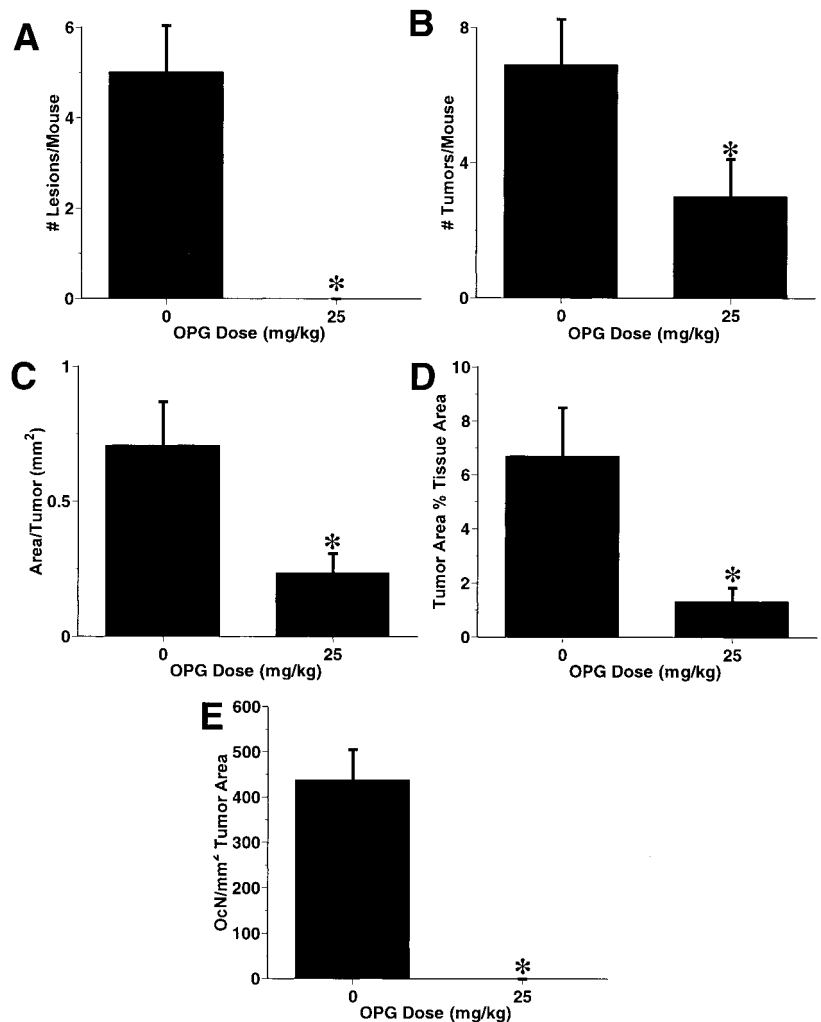 A
# Lesions/Mouse
6
4
2
0
*
0
25
OPG Dose (mg/kg)
B
# Tumors/Mouse
8
4
0
*
0
25
OPG Dose (mg/kg)
C
Area/Tumor (mm²)
1
0.5
0
*
0
25
OPG Dose (mg/kg)
D
Tumor Area % Tissue Area
10
8
6
4
2
0
*
0
25
OPG Dose (mg/kg)
E
OcN/mm² Tumor Area
600
500
400
300
200
100
0
*
0
25
OPG Dose (mg/kg)